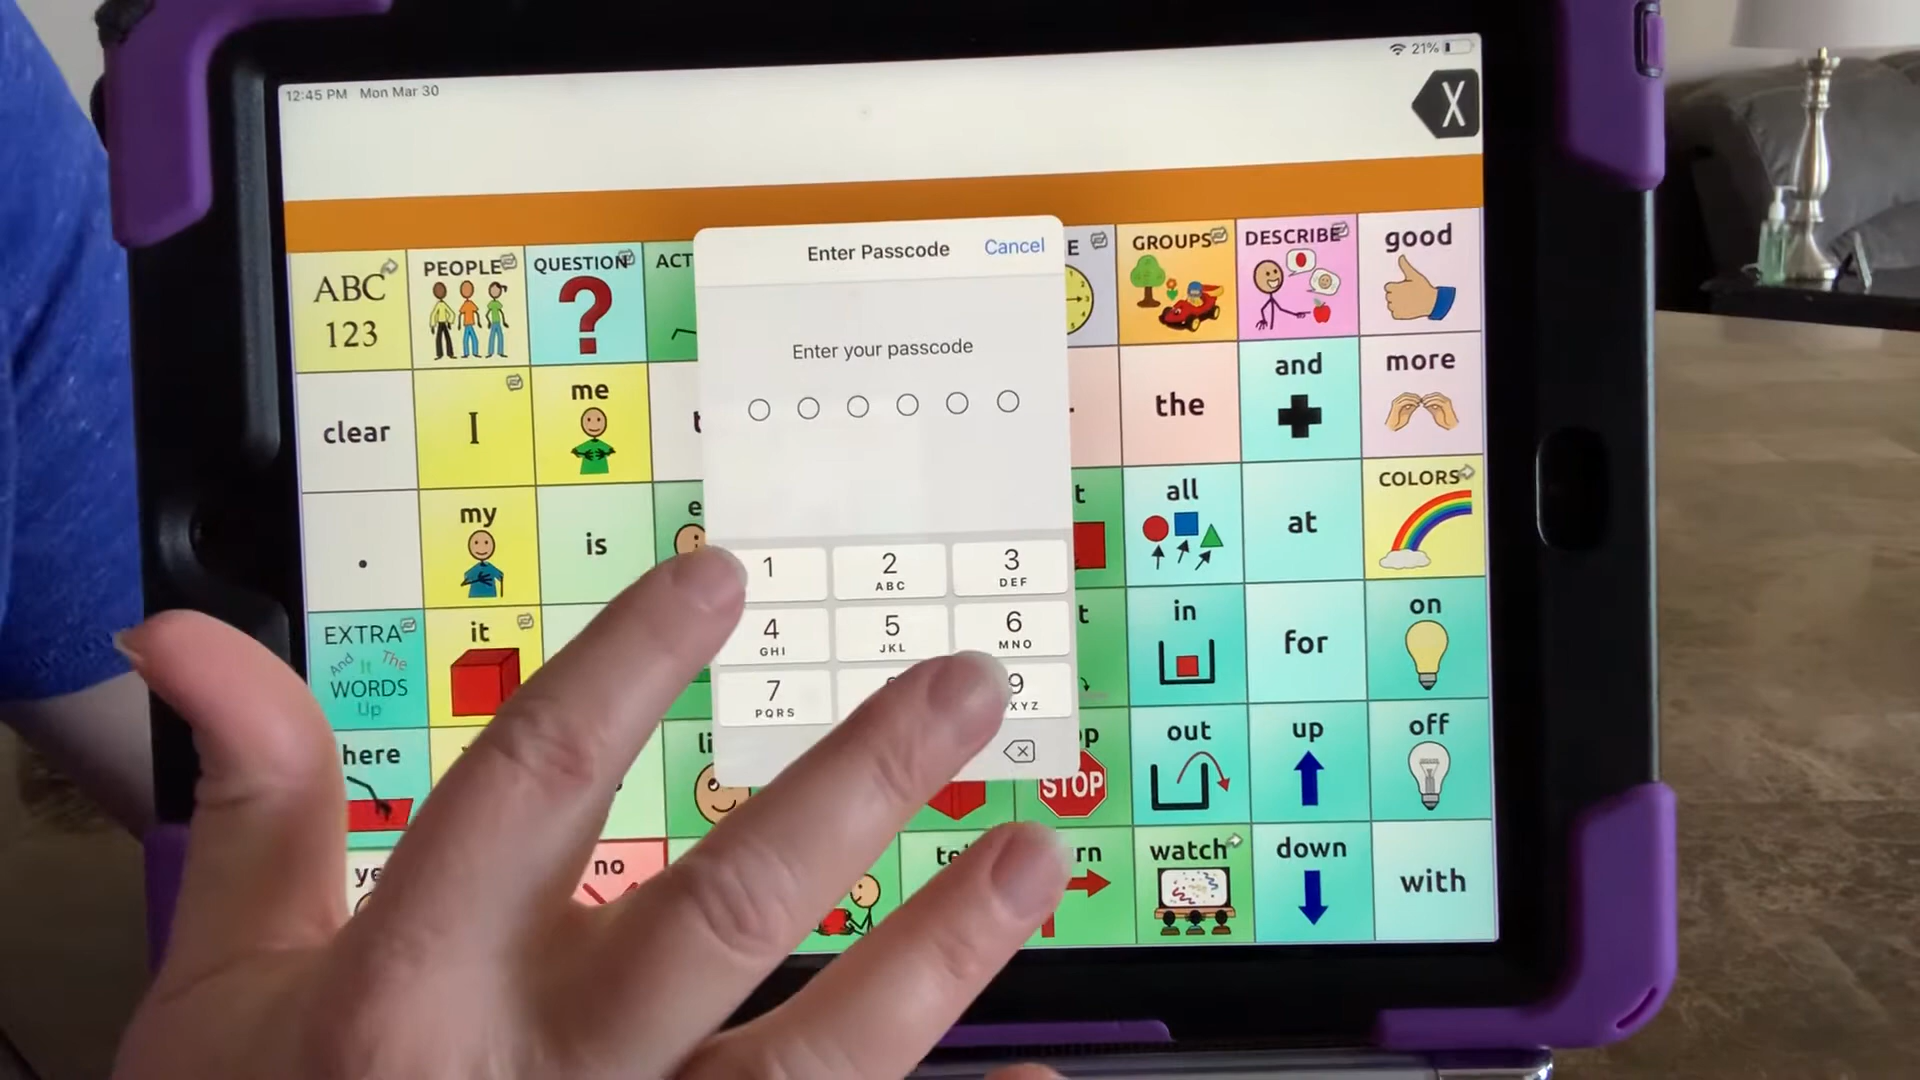 12:45 PM Mon Mar 30
21%
X
Enter Passcode
Cancel
Enter your passcode
1
2
ABC
3
DEF
4
GHI
5
JKL
6
MNO
7
PQRS
9
XYZ
ABC
123
PEOPLE
QUESTION
GROUPS
DESCRIBE
good
clear
I
me
the
and
more
.
my
is
all
at
COLORS
EXTRA
And It The
WORDS
Up
it
in
for
on
here
STOP
out
up
off
no
watch
down
with